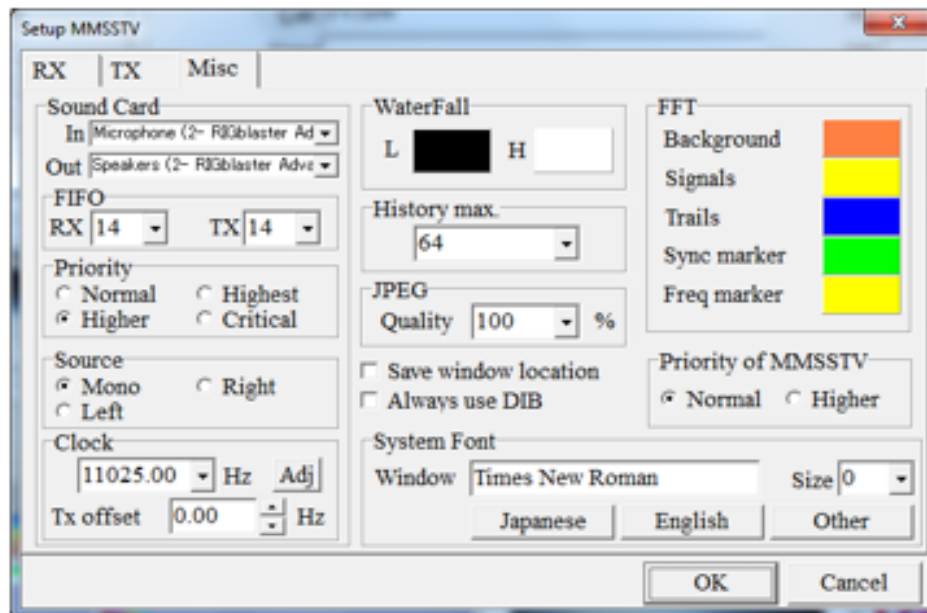 Setup MMSSTV
RX TX Misc
Sound Card
In Microphone (2- RIGblaster Ad
Out Speakers (2- RIGblaster Adva
FIFO
RX 14 TX 14
Priority
Normal Highest
Higher Critical
Source
Mono Right
Left
Clock
11025.00 Hz Adj
Tx offset 0.00 Hz
WaterFall
L H
History max.
64
JPEG
Quality 100 %
Save window location
Always use DIB
FFT
Background
Signals
Trails
Sync marker
Freq marker
Priority of MMSSTV
Normal Higher
System Font
Window Times New Roman Size 0
Japanese English Other
OK Cancel